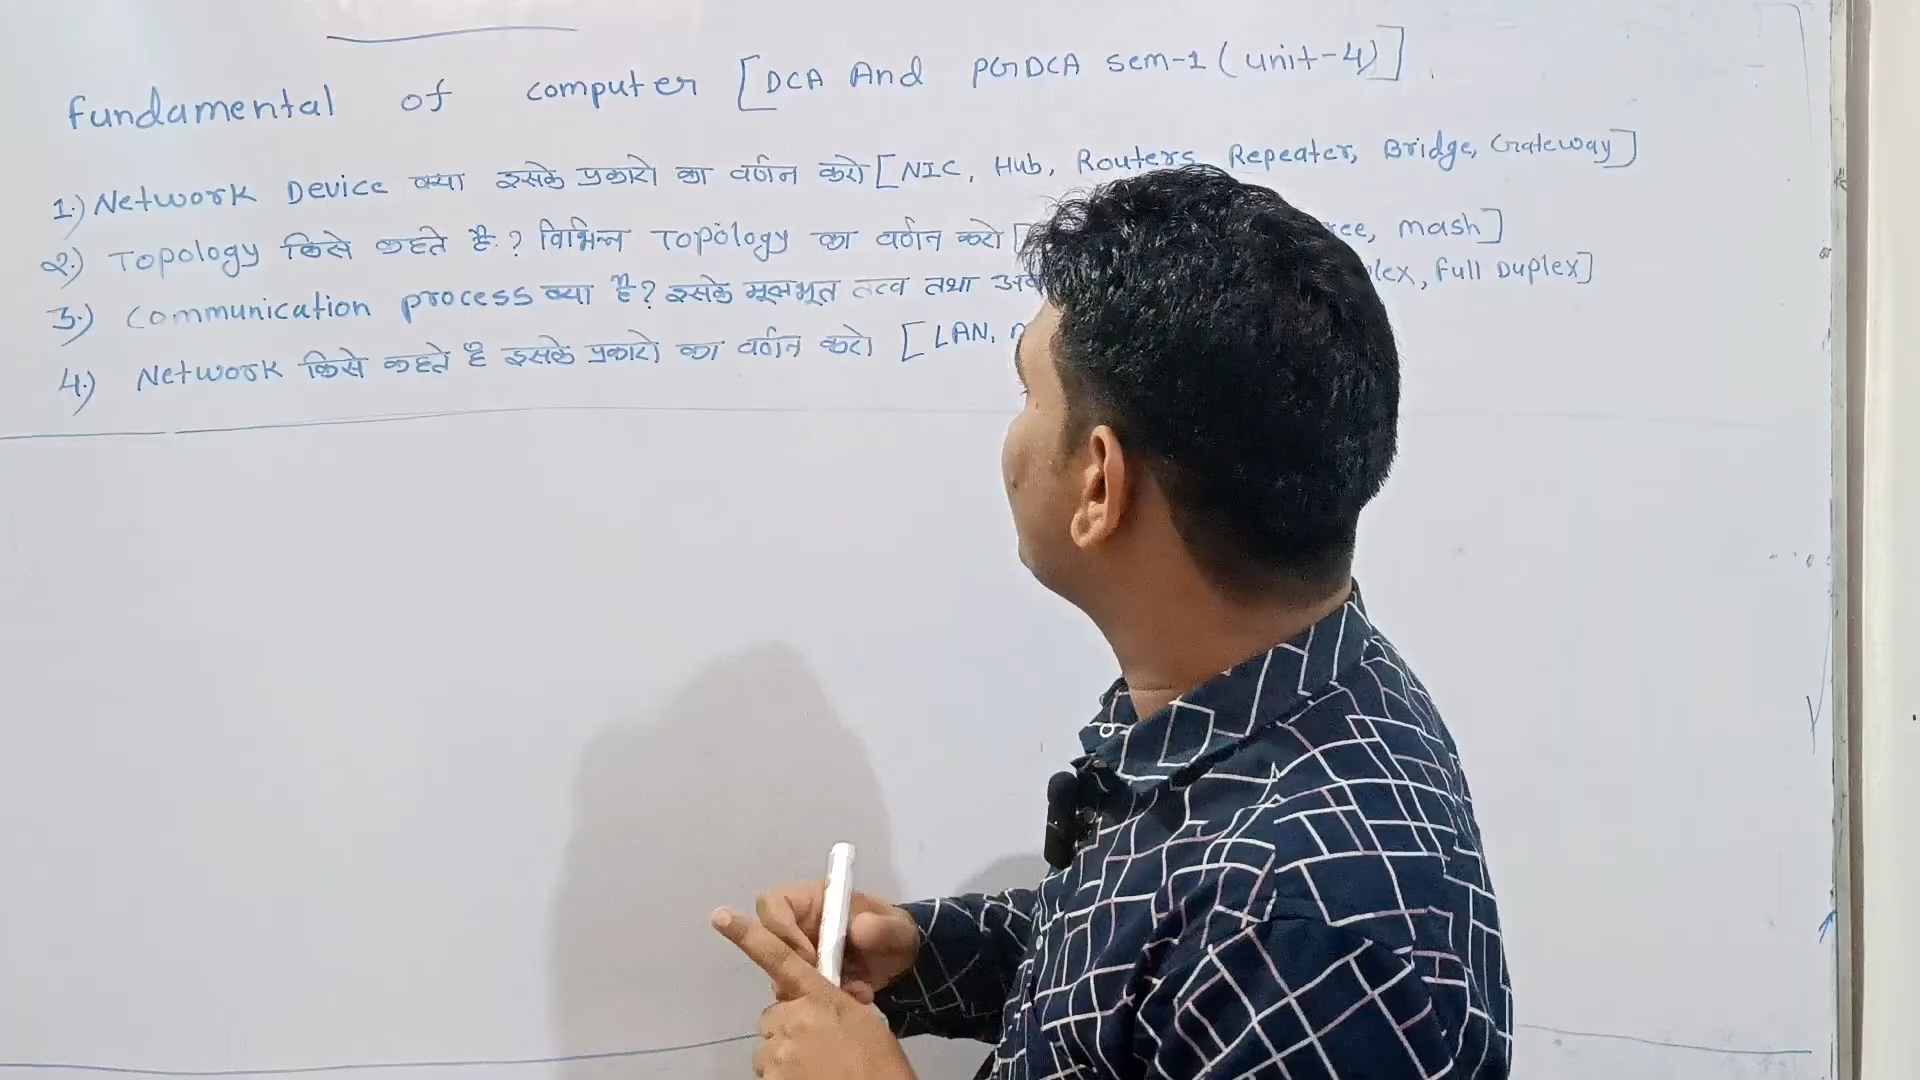 Fundamental of computer [DCA And PGDCA sem-1 (unit-4)]
1.) Network Device क्या इसके प्रकारो का वर्णन करो [NIC, Hub, Routers, Repeater, Bridge, Gateway]
2.) Topology किसे कहते है? विभिन्न Topology का वर्णन करो [ mash]
3.) Communication process क्या है? इसके मूलभूत तत्व तथा Full Duplex]
4.) Network किसे कहते है इसके प्रकारो का वर्णन करो [LAN,